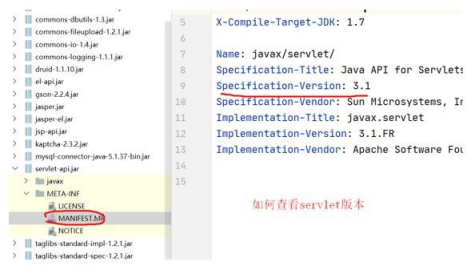 commons-dbutils-1.3.jar
commons-fileupload-1.2.1.jar
commons-io-1.4.jar
commons-logging-1.1.1.jar
druid-1.1.10.jar
el-api.jar
gson-2.2.4.jar
jasper.jar
jasper-el.jar
jsp-api.jar
kaptcha-2.3.2.jar
mysql-connector-java-5.1.37-bin.jar
servlet-api.jar
javax
META-INF
LICENSE
MANIFEST.MF
NOTICE
taglibs-standard-impl-1.2.1.jar
taglibs-standard-spec-1.2.1.jar
5 X-Compile-Target-JDK: 1.7
6
7 Name: javax/servlet/
8 Specification-Title: Java API for Servlets
9 Specification-Version: 3.1
10 Specification-Vendor: Sun Microsystems, In
11 Implementation-Title: javax.servlet
12 Implementation-Version: 3.1.FR
13 Implementation-Vendor: Apache Software Fou
14
15
如何查看servlet版本